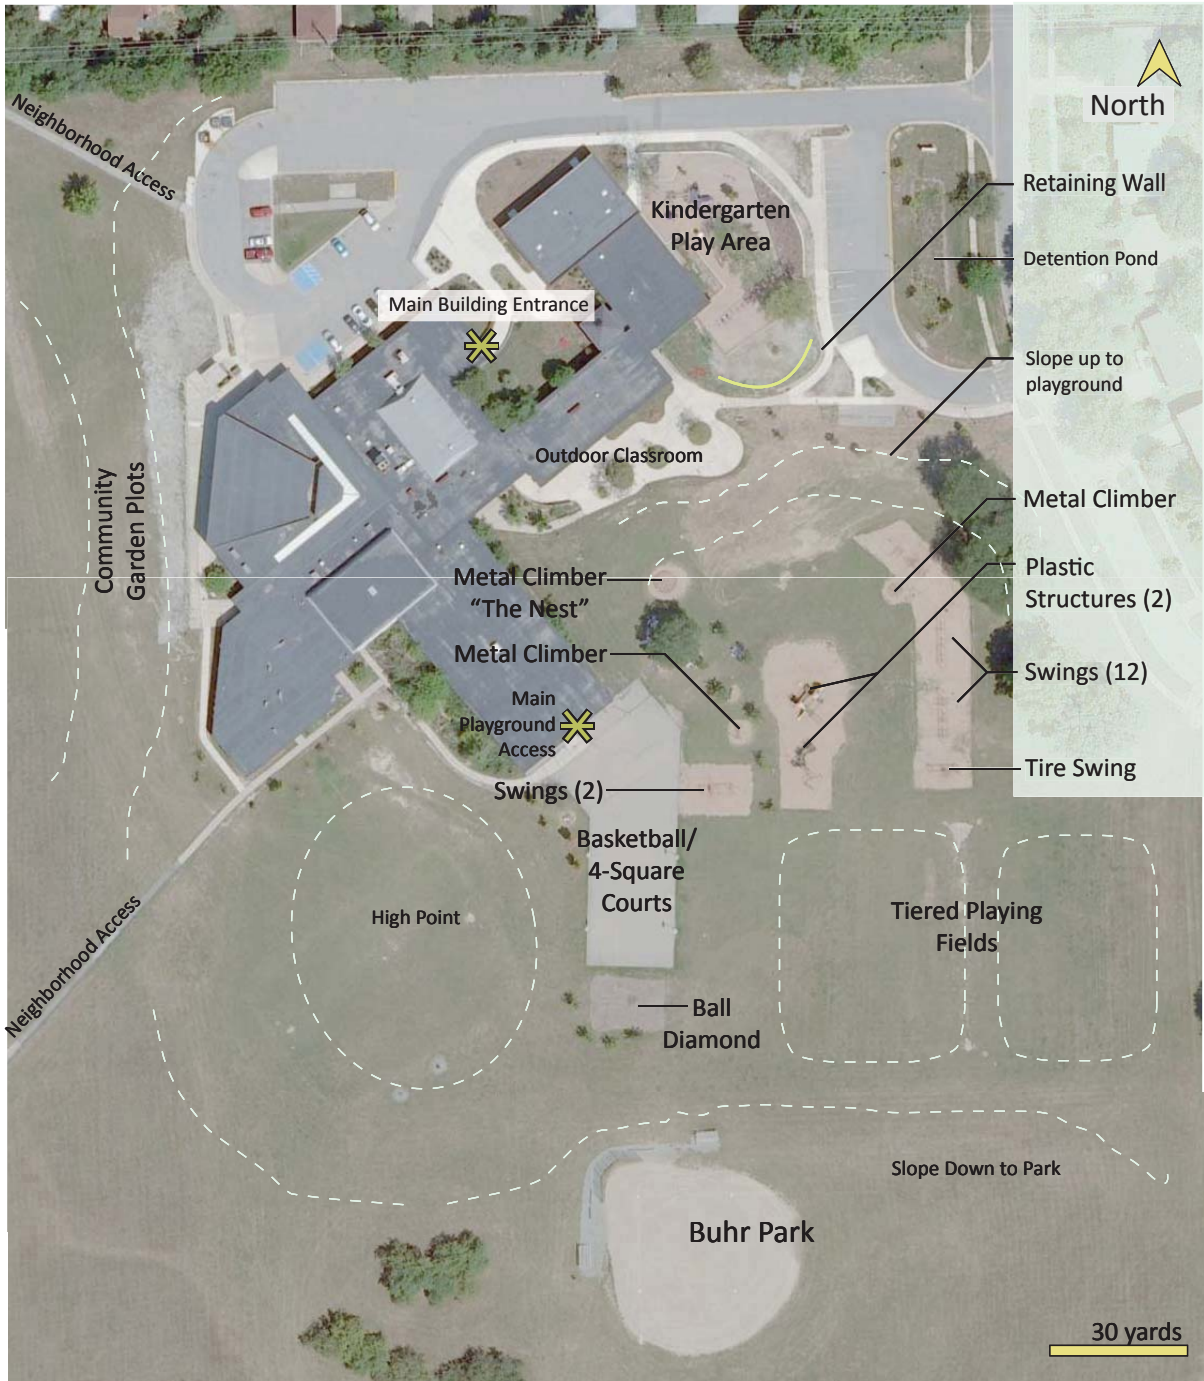 North
Neighborhood Access
Retaining Wall
Kindergarten
Play Area
Detention Pond
Main Building Entrance
Slope up to
playground
Outdoor Classroom
Community
Garden Plots
Metal Climber
Plastic
Structures (2)
Metal Climber
“The Nest”
Metal Climber
Swings (12)
Main
Playground
Access
Tire Swing
Swings (2)
Basketball/
4-Square
Courts
High Point
Tiered Playing
Fields
Neighborhood Access
Ball
Diamond
Slope Down to Park
Buhr Park
30 yards